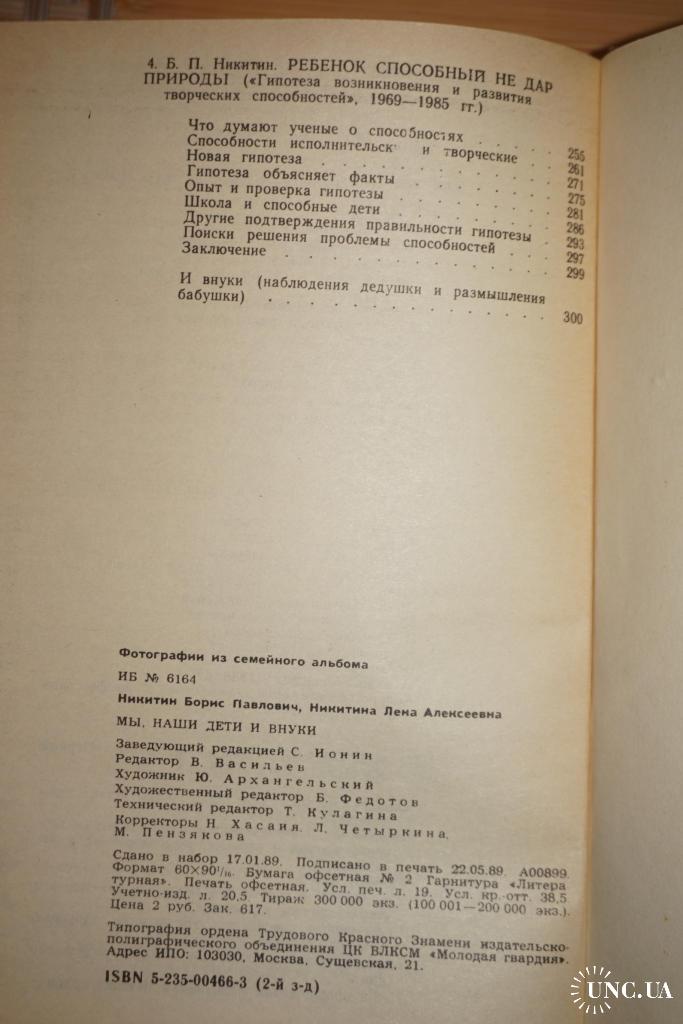 4. Б. П. Никитин. РЕБЕНОК СПОСОБНЫЙ НЕ ДАР
ПРИРОДЫ («Гипотеза возникновения и развития
творческих способностей», 1969—1985 гг.)
Что думают ученые о способностях . . . . . 255
Способности исполнительск и творческие . . 261
Новая гипотеза . . . . . . . . . . . 271
Гипотеза объясняет факты . . . . . . . 275
Опыт и проверка гипотезы . . . . . . . 281
Школа и способные дети . . . . . . . . 286
Другие подтверждения правильности гипотезы . 293
Поиски решения проблемы способностей . . . 297
Заключение . . . . . . . . . . . . 299
И внуки (наблюдения дедушки и размышления
бабушки) . . . . . . . . . . . . . 300
Фотографии из семейного альбома
ИБ № 6164
Никитин Борис Павлович, Никитина Лена Алексеевна
МЫ, НАШИ ДЕТИ И ВНУКИ
Заведующий редакцией С. Ионин
Редактор В. Васильев
Художник Ю. Архангельский
Художественный редактор Б. Федотов
Технический редактор Т. Кулагина
Корректоры Н. Хасаия, Л. Четыркина,
М. Пензякова
Сдано в набор 17.01.89. Подписано в печать 22.05.89. А00899.
Формат 60×90¹/₁₆. Бумага офсетная № 2 Гарнитура «Литера
турная». Печать офсетная. Усл. печ. л. 19. Усл. кр.-отт. 38,5.
Учетно-изд. л. 20,5. Тираж 300 000 экз. (100 001—200 000 экз.).
Цена 2 руб. Зак. 617.
Типография ордена Трудового Красного Знамени издательско-
полиграфического объединения ЦК ВЛКСМ «Молодая гвардия».
Адрес ИПО: 103030, Москва, Сущевская, 21.
ISBN 5-235-00466-3 (2-й з-д)
UNC.UA